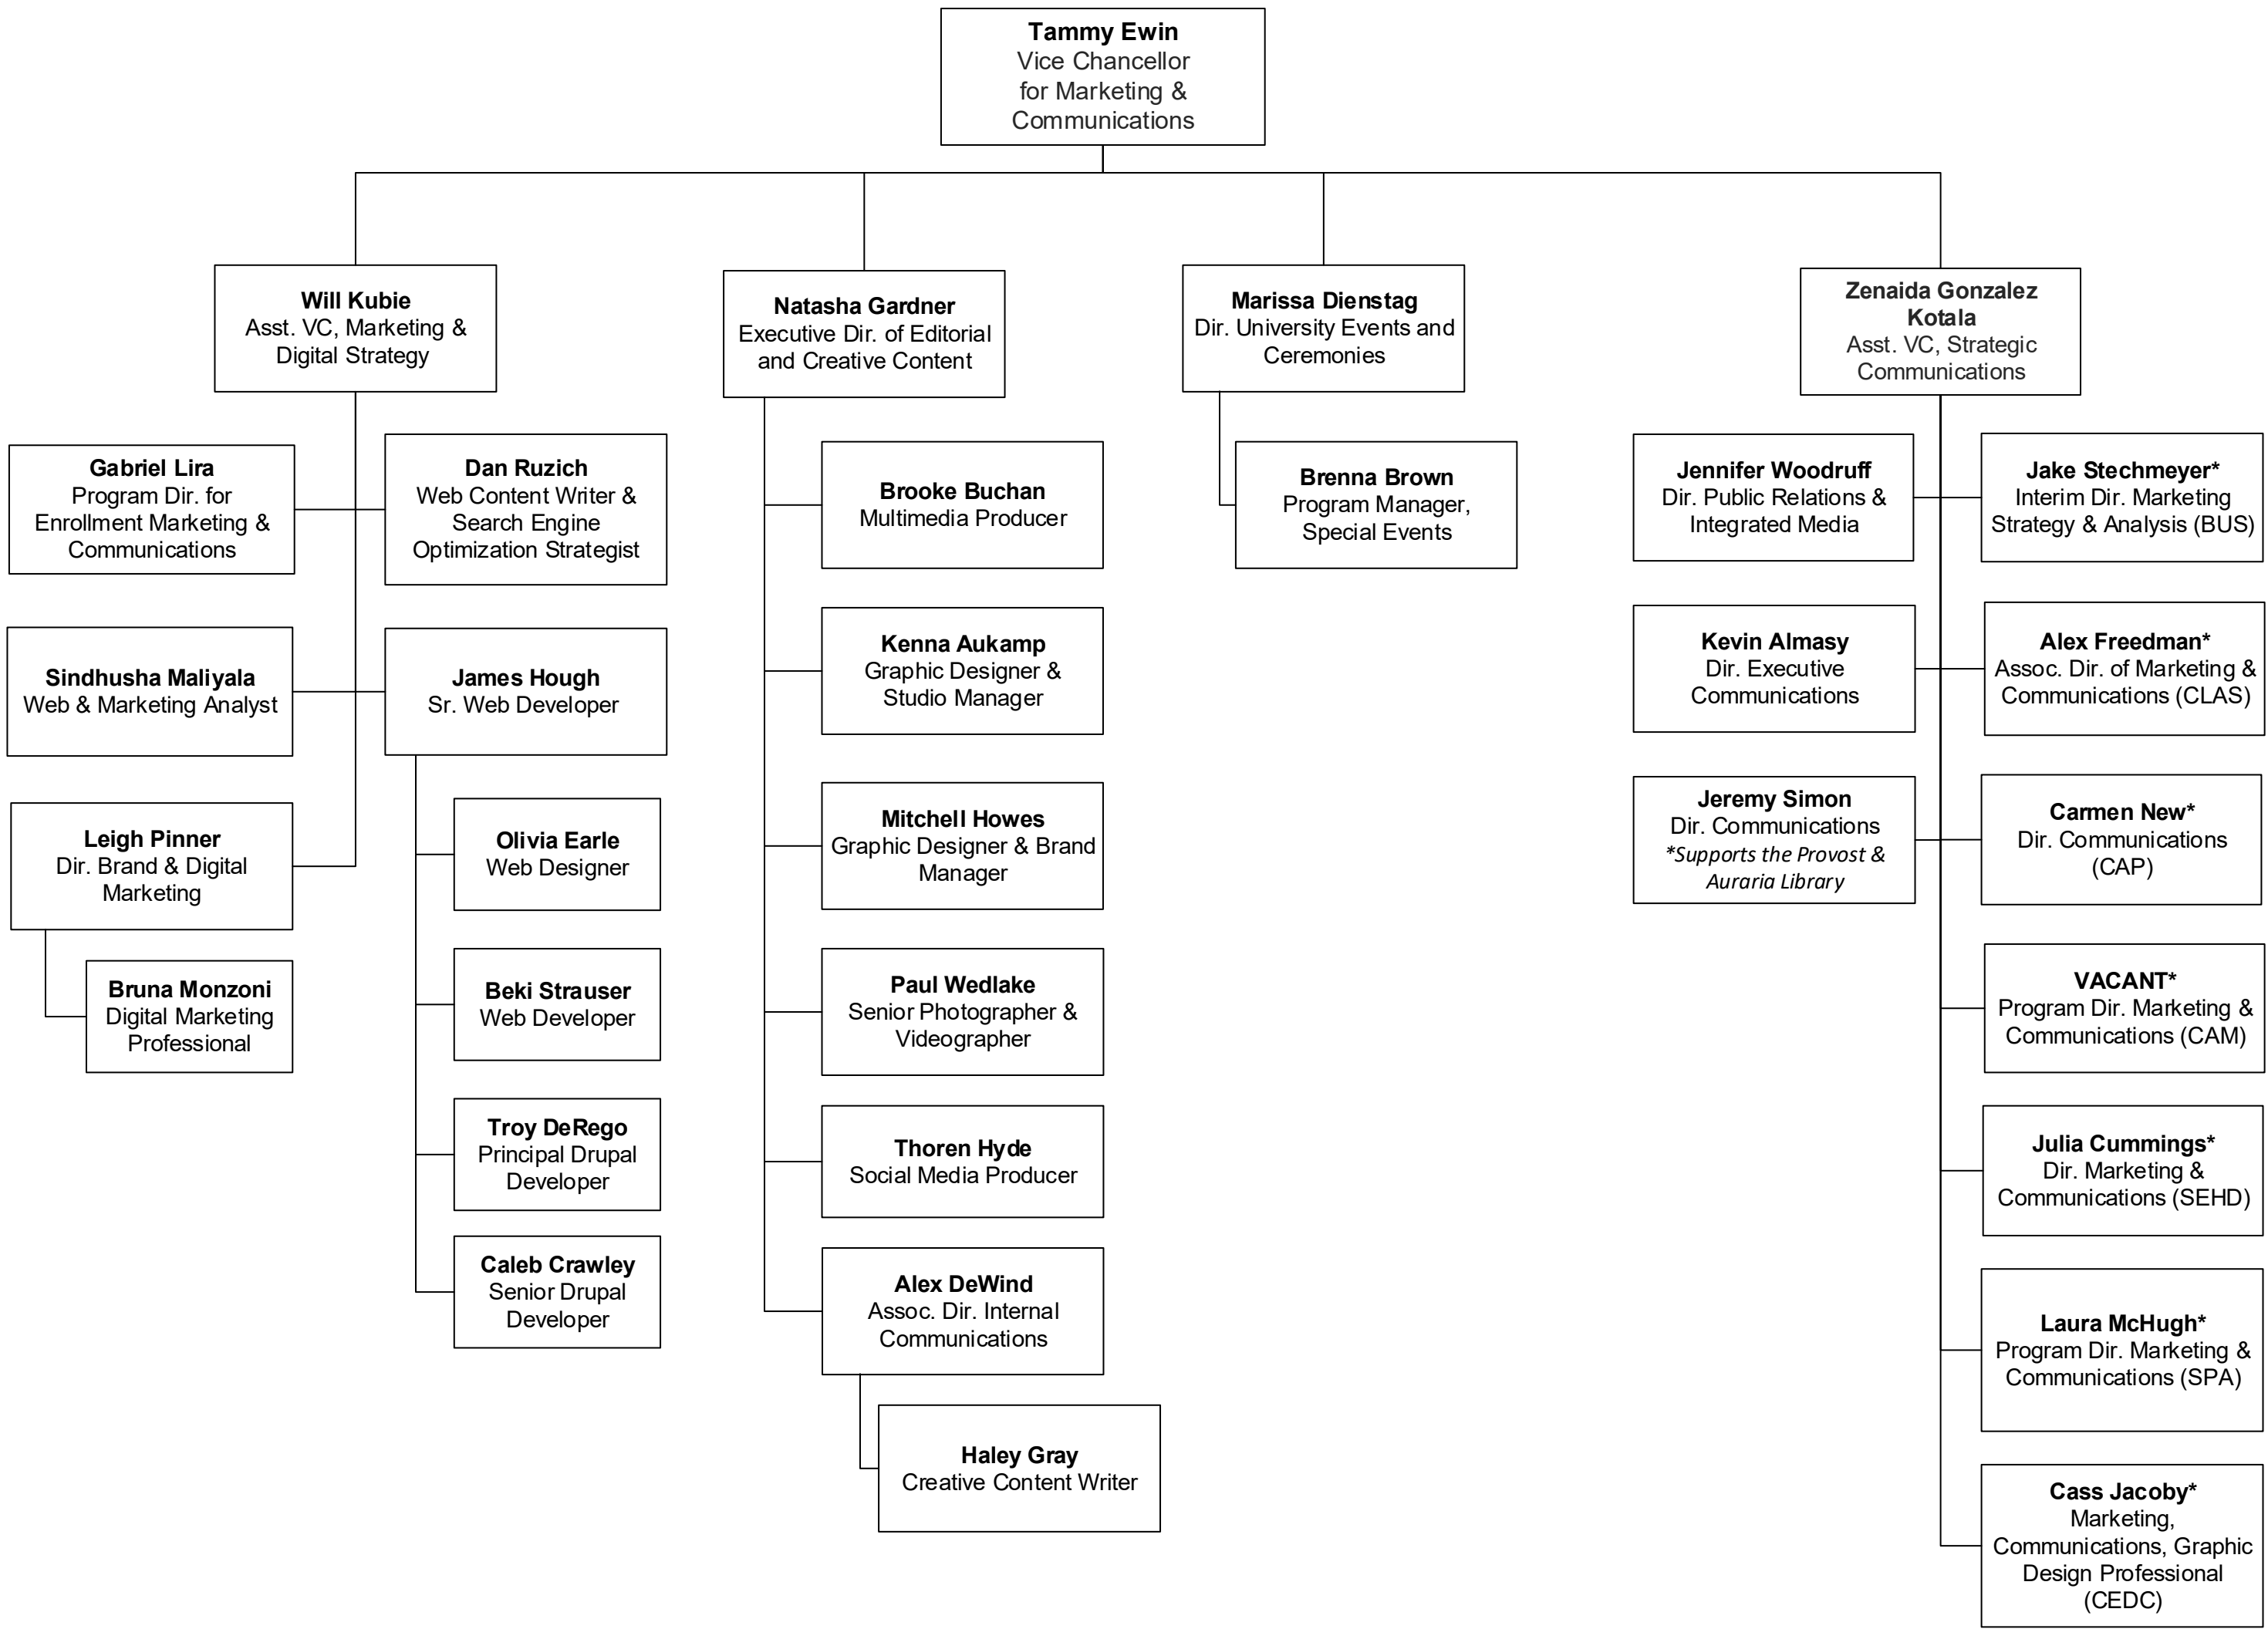 Tammy Ewin
Vice Chancellor
for Marketing &
Communications
Will Kubie
Asst. VC, Marketing &
Digital Strategy
Gabriel Lira
Program Dir. for
Enrollment Marketing &
Communications
Dan Ruzich
Web Content Writer &
Search Engine
Optimization Strategist
Sindhusha Maliyala
Web & Marketing Analyst
James Hough
Sr. Web Developer
Leigh Pinner
Dir. Brand & Digital
Marketing
Bruna Monzoni
Digital Marketing
Professional
Olivia Earle
Web Designer
Beki Strauser
Web Developer
Troy DeRego
Principal Drupal
Developer
Caleb Crawley
Senior Drupal
Developer
Natasha Gardner
Executive Dir. of Editorial
and Creative Content
Brooke Buchan
Multimedia Producer
Kenna Aukamp
Graphic Designer &
Studio Manager
Mitchell Howes
Graphic Designer & Brand
Manager
Paul Wedlake
Senior Photographer &
Videographer
Thoren Hyde
Social Media Producer
Alex DeWind
Assoc. Dir. Internal
Communications
Haley Gray
Creative Content Writer
Marissa Dienstag
Dir. University Events and
Ceremonies
Brenna Brown
Program Manager,
Special Events
Zenaida Gonzalez
Kotala
Asst. VC, Strategic
Communications
Jennifer Woodruff
Dir. Public Relations &
Integrated Media
Kevin Almasy
Dir. Executive
Communications
Jeremy Simon
Dir. Communications
*Supports the Provost &
Auraria Library
Jake Stechmeyer*
Interim Dir. Marketing
Strategy & Analysis (BUS)
Alex Freedman*
Assoc. Dir. of Marketing &
Communications (CLAS)
Carmen New*
Dir. Communications
(CAP)
VACANT*
Program Dir. Marketing &
Communications (CAM)
Julia Cummings*
Dir. Marketing &
Communications (SEHD)
Laura McHugh*
Program Dir. Marketing &
Communications (SPA)
Cass Jacoby*
Marketing,
Communications, Graphic
Design Professional
(CEDC)